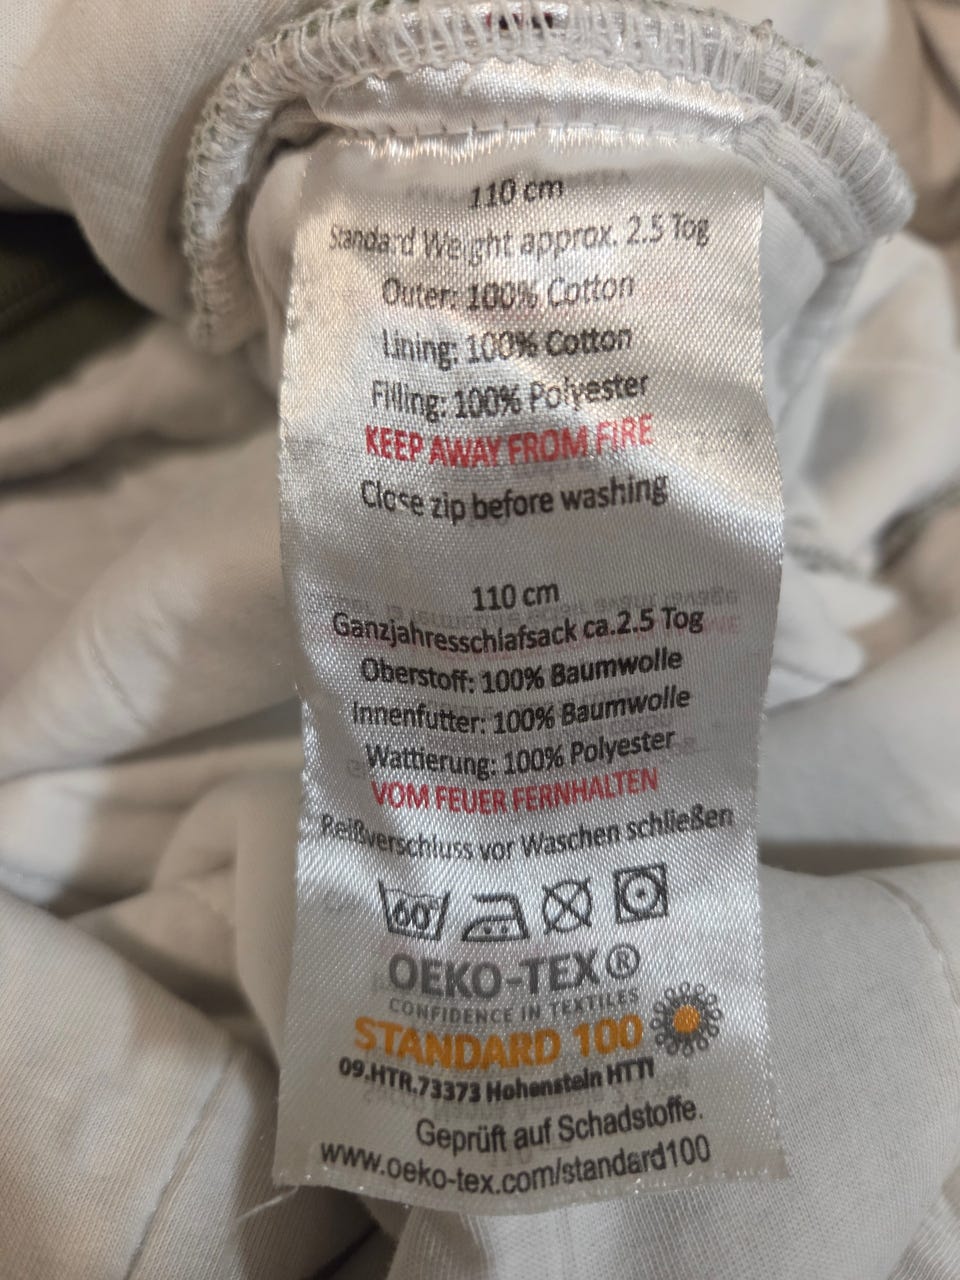 110 cm
Standard Weight approx. 2.5 Tog
Outer: 100% Cotton
Lining: 100% Cotton
Filling: 100% Polyester
KEEP AWAY FROM FIRE
Close zip before washing
110 cm
Ganzjahresschlafsack ca.2.5 Tog
Oberstoff: 100% Baumwolle
Innenfutter: 100% Baumwolle
Wattierung: 100% Polyester
VOM FEUER FERNHALTEN
Reißverschluss vor Waschen schließen
60°
OEKO-TEX®
CONFIDENCE IN TEXTILES
STANDARD 100
09.HTR.73373 Hohenstein HTTI
Geprüft auf Schadstoffe.
www.oeko-tex.com/standard100